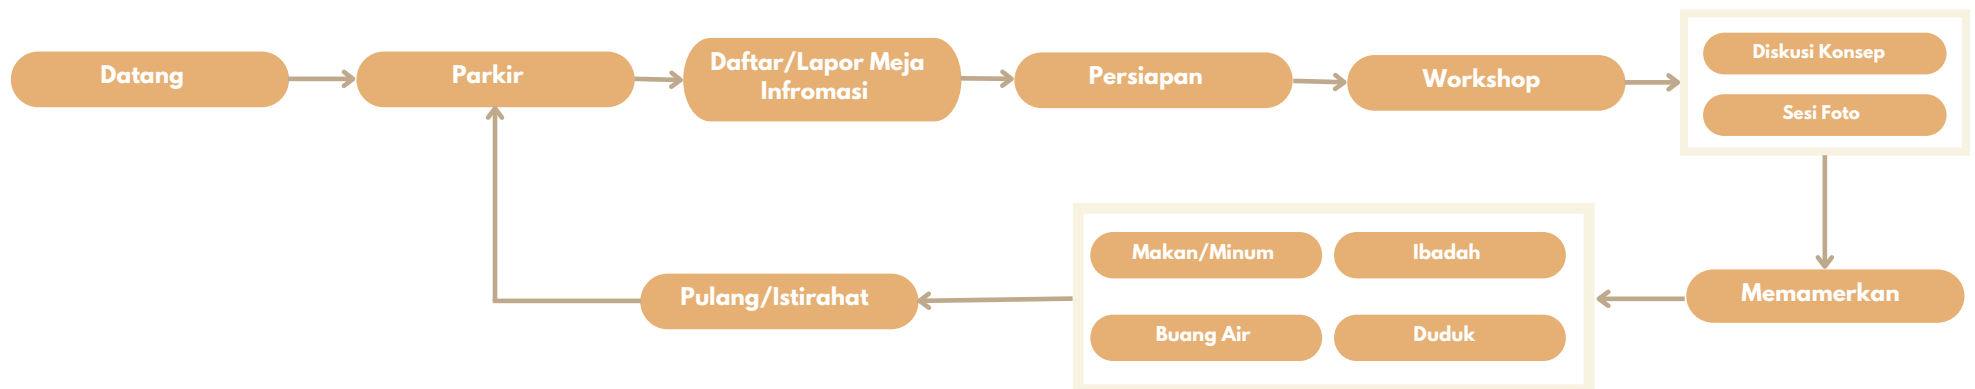 Datang
Parkir
Daftar/Lapor Meja
Infromasi
Persiapan
Workshop
Diskusi Konsep
Sesi Foto
Memamerkan
Makan/Minum
Ibadah
Buang Air
Duduk
Pulang/Istirahat